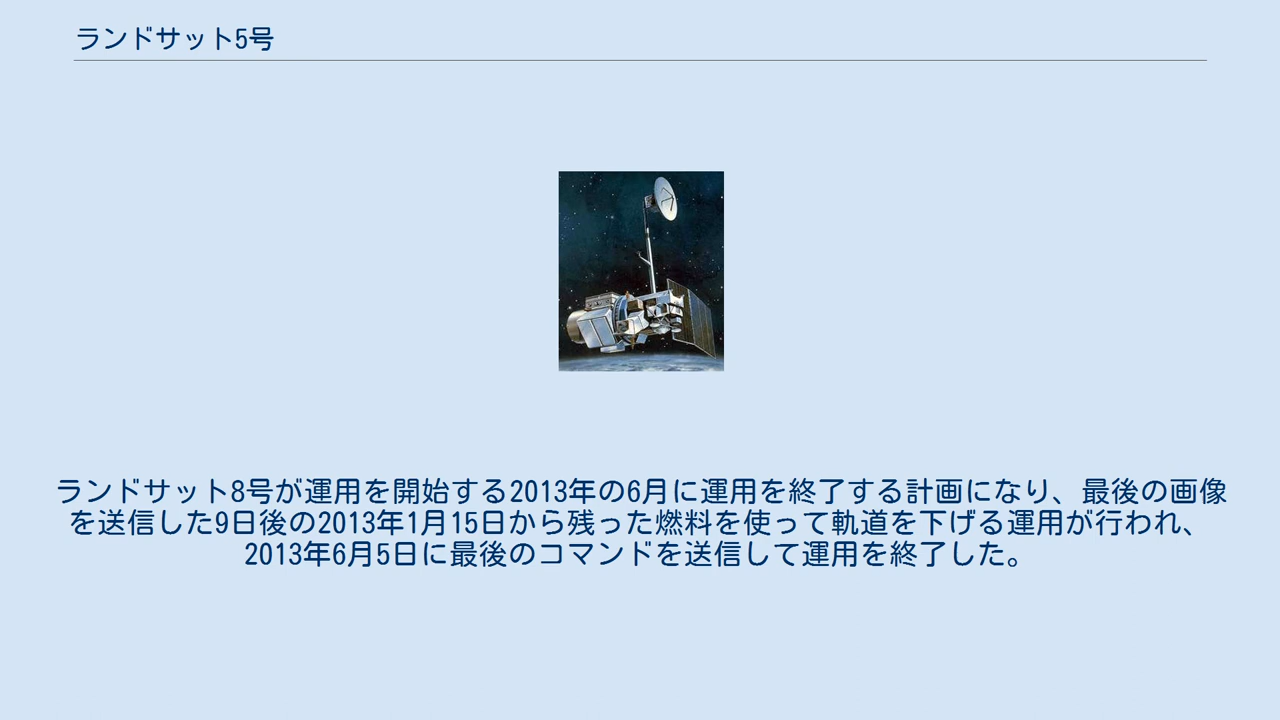 ランドサット5号
ランドサット8号が運用を開始する2013年の6月に運用を終了する計画になり、最後の画像
を送信した9日後の2013年1月15日から残った燃料を使って軌道を下げる運用が行われ、
2013年6月5日に最後のコマンドを送信して運用を終了した。